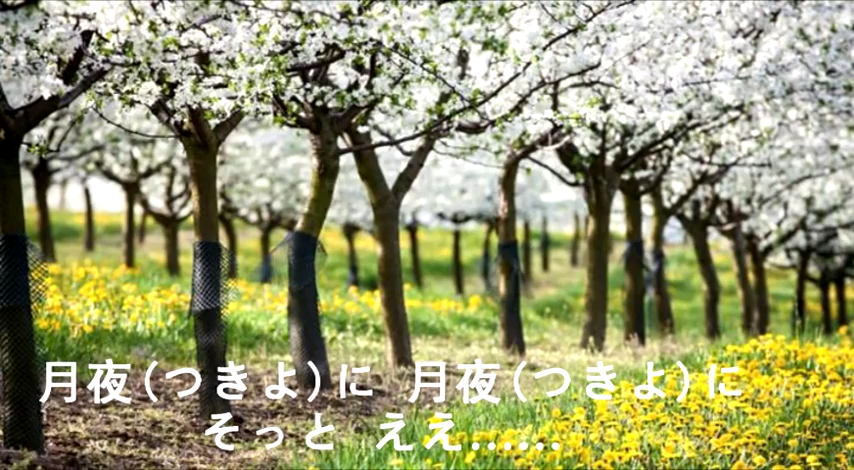 月夜(つきよ)に 月夜(つきよ)に
そっと ええ......